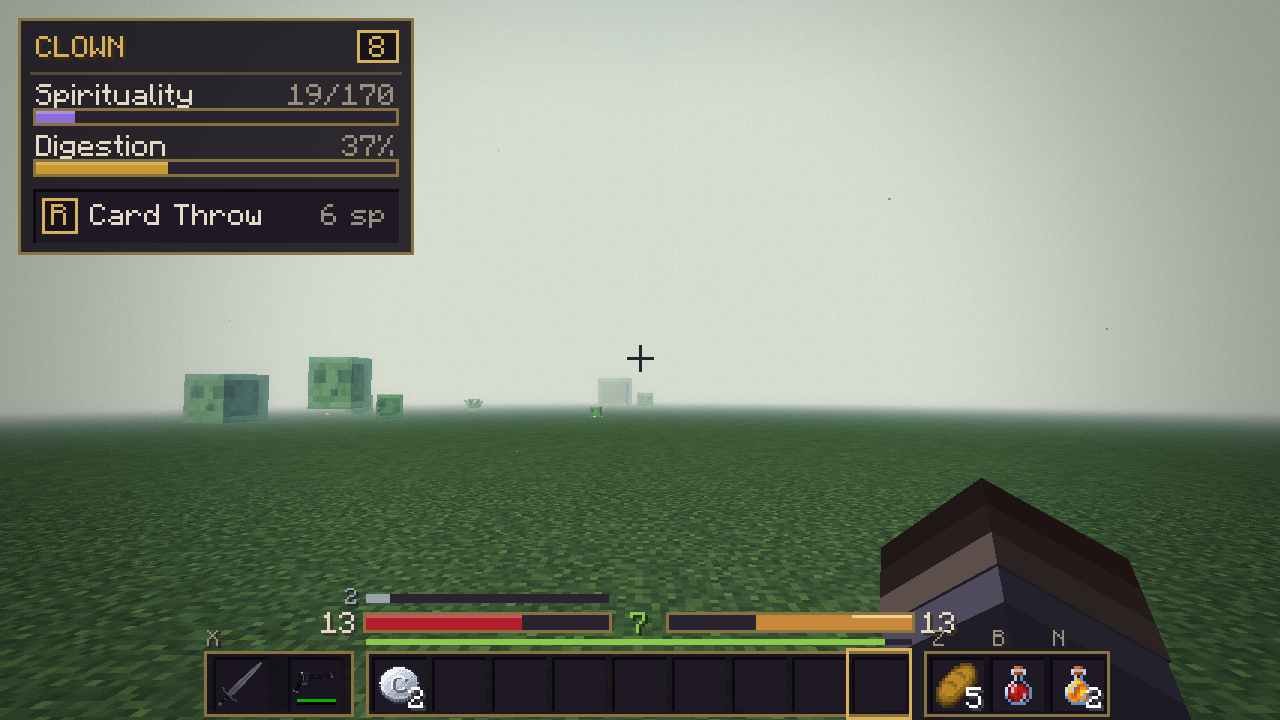 CLOWN 8
Spirituality 19/170
Digestion 37%
R Card Throw 6 sp
2
13 7 13
X Z B N
C 2 5 2